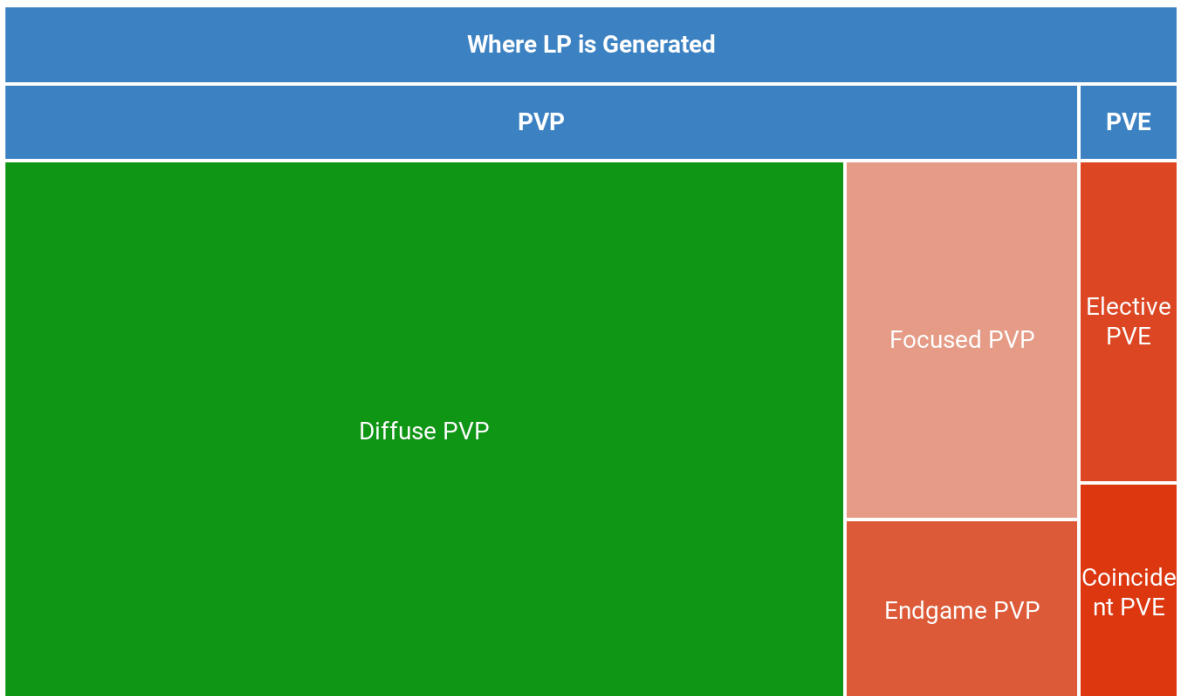 Where LP is Generated
PVP
PVE
Diffuse PVP
Focused PVP
Endgame PVP
Elective
PVE
Coincide
nt PVE